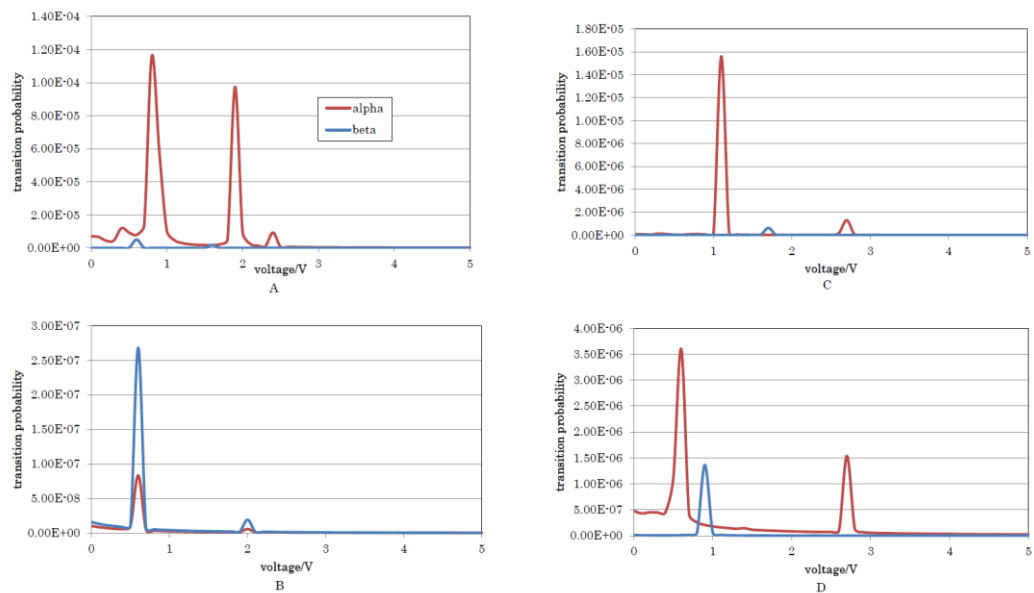 1.40E-04
1.20E-04
1.00E-04
8.00E-05
6.00E-05
4.00E-05
2.00E-05
0.00E+00
transition probability
alpha
beta
0 1 2 3 4 5
voltage/V
A
1.80E-05
1.60E-05
1.40E-05
1.20E-05
1.00E-05
8.00E-06
6.00E-06
4.00E-06
2.00E-06
0.00E+00
transition probability
0 1 2 3 4 5
voltage/V
C
3.00E-07
2.50E-07
2.00E-07
1.50E-07
1.00E-07
5.00E-08
0.00E+00
transition probability
0 1 2 3 4 5
voltage/V
B
4.00E-06
3.50E-06
3.00E-06
2.50E-06
2.00E-06
1.50E-06
1.00E-06
5.00E-07
0.00E+00
transition probability
0 1 2 3 4 5
voltage/V
D